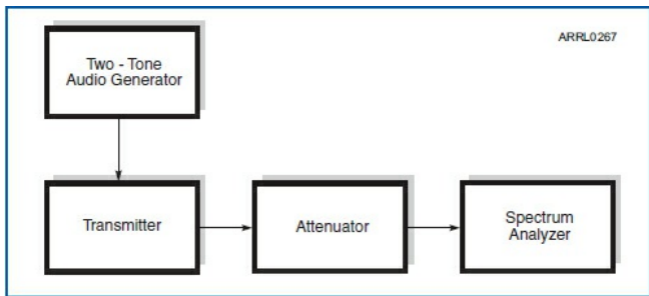 ARRL0267
Two - Tone
Audio Generator
Transmitter
Attenuator
Spectrum
Analyzer